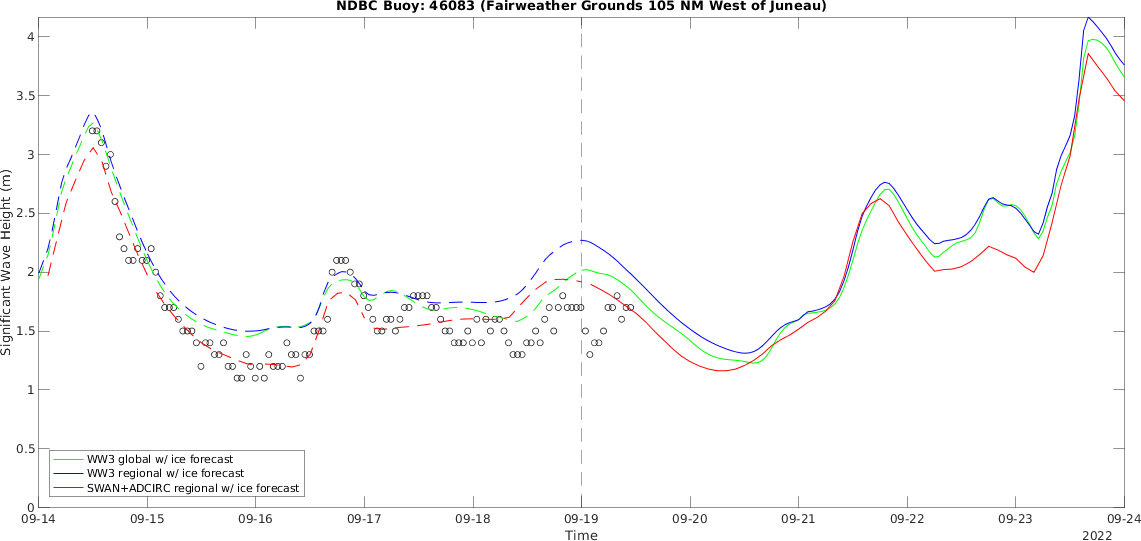 NDBC Buoy: 46083 (Fairweather Grounds 105 NM West of Juneau)
4
3.5
3
2.5
2
1.5
1
0.5
0
Significant Wave Height (m)
WW3 global w/ ice forecast
WW3 regional w/ ice forecast
SWAN+ADCIRC regional w/ ice forecast
09-14 09-15 09-16 09-17 09-18 09-19 09-20 09-21 09-22 09-23 09-24
Time
2022